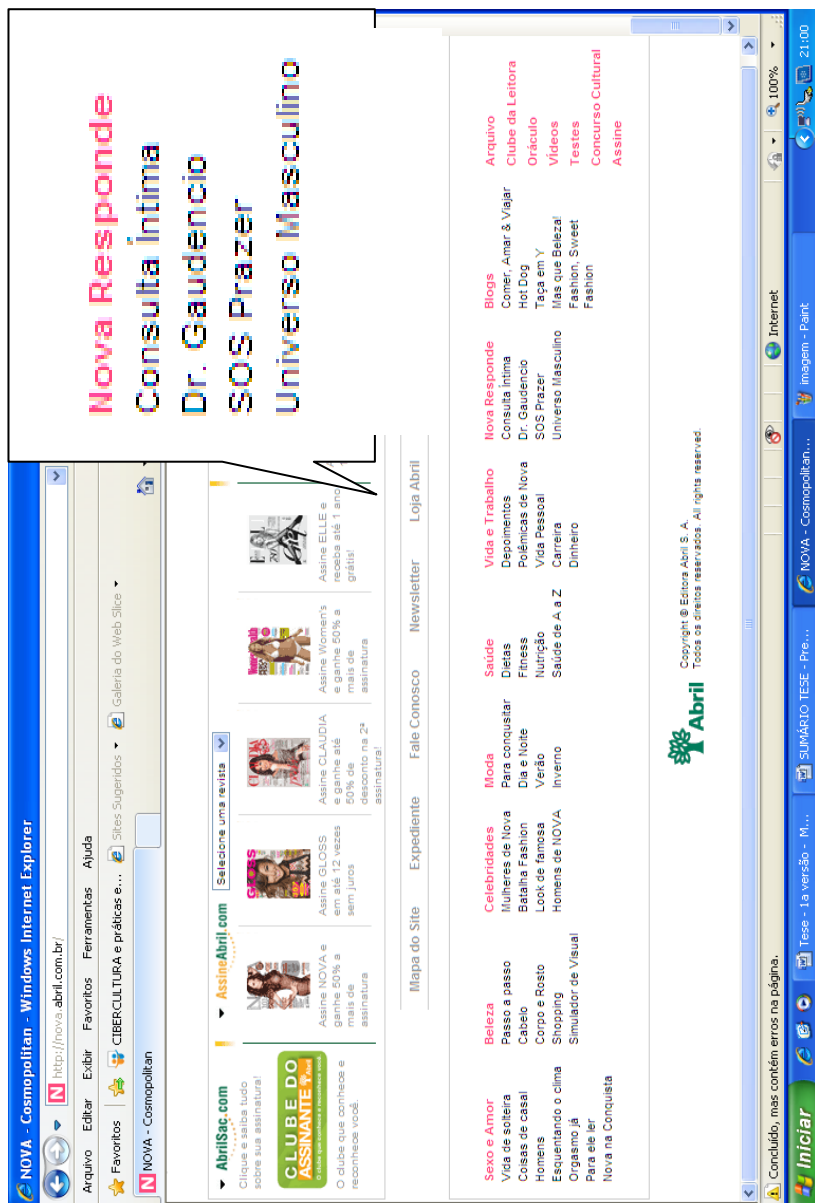 NOVA - Cosmopolitan - Windows Internet Explorer
http://nova.abril.com.br/
Arquivo Editar Exibir Favoritos Ferramentas Ajuda
Favoritos CIBERCULTURA e práticas e... Sites Sugeridos Galeria do Web Slice
NOVA - Cosmopolitan
Nova Responde
Consulta Íntima
Dr. Gaudencio
SOS Prazer
Universo Masculino
AbrilSac.com
Clique e saiba tudo
sobre sua assinatura!
CLUBE DO
ASSINANTE
O clube que conhece e reconhece você.
O clube que conhece e
reconhece você.
AssineAbril.com
Selecione uma revista
Assine NOVA e
ganhe 50% a
mais de
assinatura
GLOSS
Assine GLOSS
em até 12 vezes
sem juros
Assine CLAUDIA
e ganhe até
50% de
desconto na 2ª
assinatura!
Assine Women's
e ganhe 50% a
mais de
assinatura
Assine ELLE e
receba até 1 ano
grátis!
Mapa do Site Expediente Fale Conosco Newsletter Loja Abril
Sexo e Amor
Vida de solteira
Coisas de casal
Homens
Esquentando o clima
Orgasmo já
Para ele ler
Nova na Conquista
Beleza
Passo a passo
Cabelo
Corpo e Rosto
Shopping
Simulador de Visual
Celebridades
Mulheres de Nova
Batalha Fashion
Look de famosa
Homens de NOVA
Moda
Para conquistar
Dia e Noite
Verão
Inverno
Saúde
Dietas
Fitness
Nutrição
Saúde de A a Z
Vida e Trabalho
Depoimentos
Polêmicas de Nova
Vida Pessoal
Carreira
Dinheiro
Nova Responde
Consulta Íntima
Dr. Gaudencio
SOS Prazer
Universo Masculino
Blogs
Comer, Amar & Viajar
Hot Dog
Taça em Y
Mas que Beleza!
Fashion, Sweet
Fashion
Arquivo
Clube da Leitora
Oráculo
Vídeos
Testes
Concurso Cultural
Assine
Abril
Copyright © Editora Abril S. A.
Todos os direitos reservados. All rights reserved.
Concluído, mas contém erros na página. Internet 100%
Iniciar Tese - 1a versão - M... SUMÁRIO TESE - Pre... NOVA - Cosmopolitan... imagem - Paint 21:00